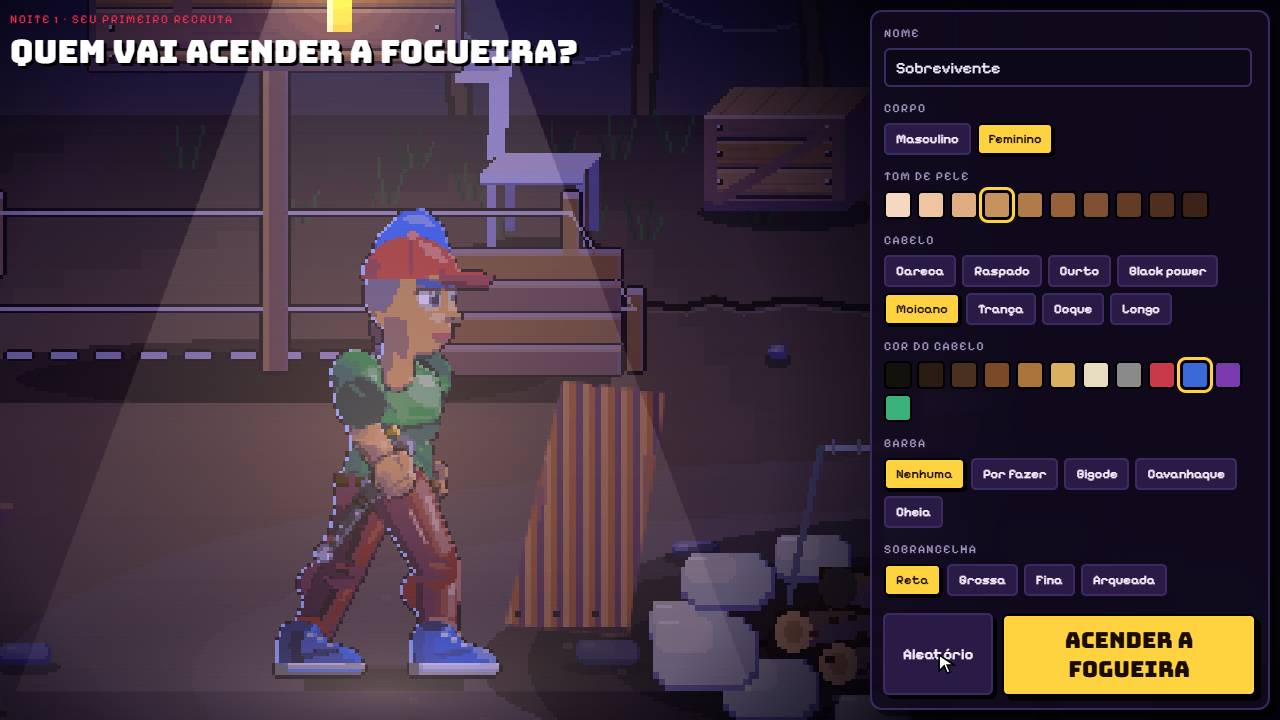 NOITE 1 · SEU PRIMEIRO RECRUTA
QUEM VAI ACENDER A FOGUEIRA?
NOME
Sobrevivente
CORPO
Masculino
Feminino
TOM DE PELE
CABELO
Careca
Raspado
Curto
Black power
Moicano
Trança
Coque
Longo
COR DO CABELO
BARBA
Nenhuma
Por fazer
Bigode
Cavanhaque
Cheia
SOBRANCELHA
Reta
Grossa
Fina
Arqueada
Aleatório
ACENDER A
FOGUEIRA